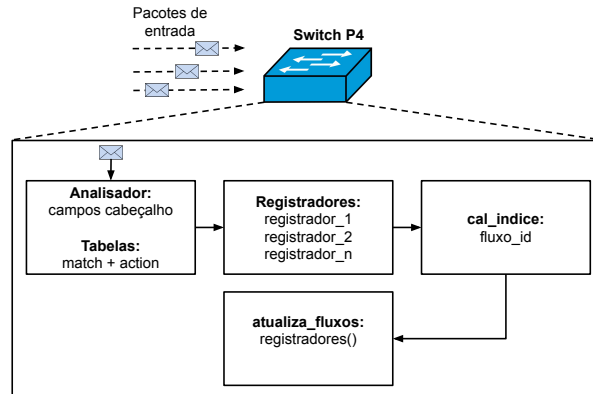 Pacotes de
entrada
Switch P4
Analisador:
campos cabeçalho
Tabelas:
match + action
Registradores:
registrador_1
registrador_2
registrador_n
cal_indice:
fluxo_id
atualiza_fluxos:
registradores()